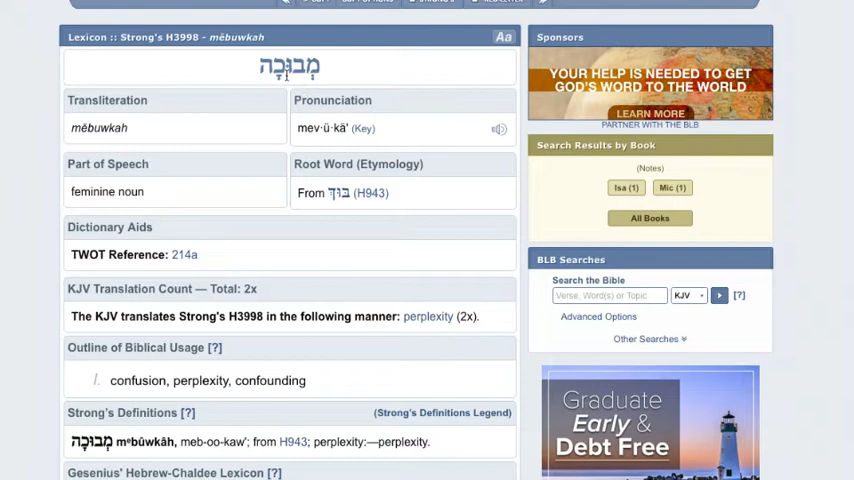 Lexicon :: Strong's H3998 - mĕbuwkah
Aa
מְבוּכָה
Transliteration
mĕbuwkah
Pronunciation
mev·ü·kä' (Key)
Part of Speech
feminine noun
Root Word (Etymology)
From בּוּךְ (H943)
Dictionary Aids
TWOT Reference: 214a
KJV Translation Count — Total: 2x
The KJV translates Strong's H3998 in the following manner: perplexity (2x).
Outline of Biblical Usage [?]
I. confusion, perplexity, confounding
Strong's Definitions [?]
(Strong's Definitions Legend)
מְבוּכָה mᵉbûwkâh, meb-oo-kaw'; from H943; perplexity:—perplexity.
Gesenius' Hebrew-Chaldee Lexicon [?]
Sponsors
YOUR HELP IS NEEDED TO GET
GOD'S WORD TO THE WORLD
LEARN MORE
PARTNER WITH THE BLB
Search Results by Book
(Notes)
Isa (1) Mic (1)
All Books
BLB Searches
Search the Bible
Verse, Word(s) or Topic KJV [?]
Advanced Options
Other Searches
Graduate
Early &
Debt Free